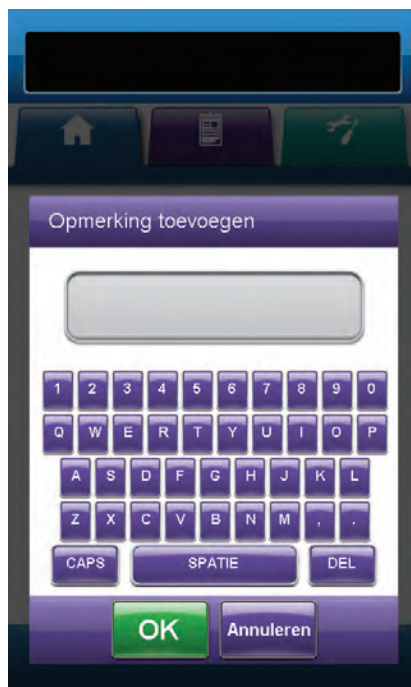 Opmerking toevoegen
1 2 3 4 5 6 7 8 9 0
Q W E R T Y U I O P
A S D F G H J K L
Z X C V B N M , .
CAPS SPATIE DEL
OK Annuleren